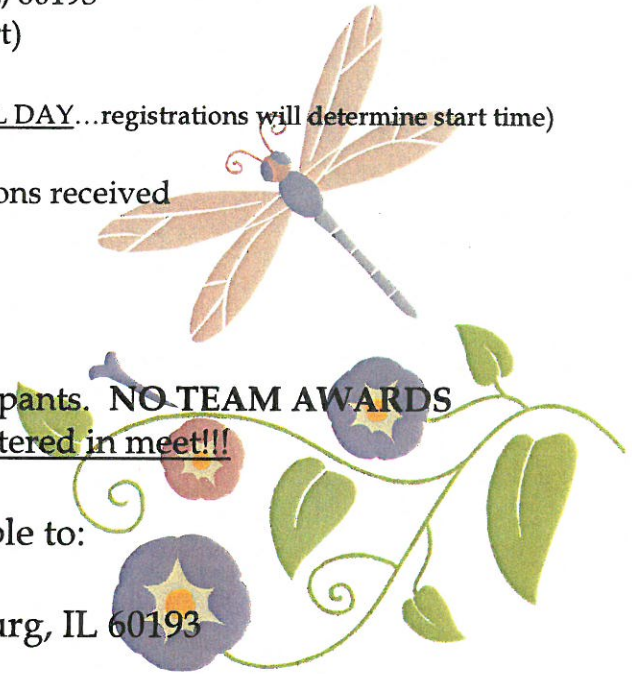 60193
t)
L DAY...registrations will determine start time)
ons received
pants. NO TEAM AWARDS
tered in meet!!!
ble to:
urg, IL 60193